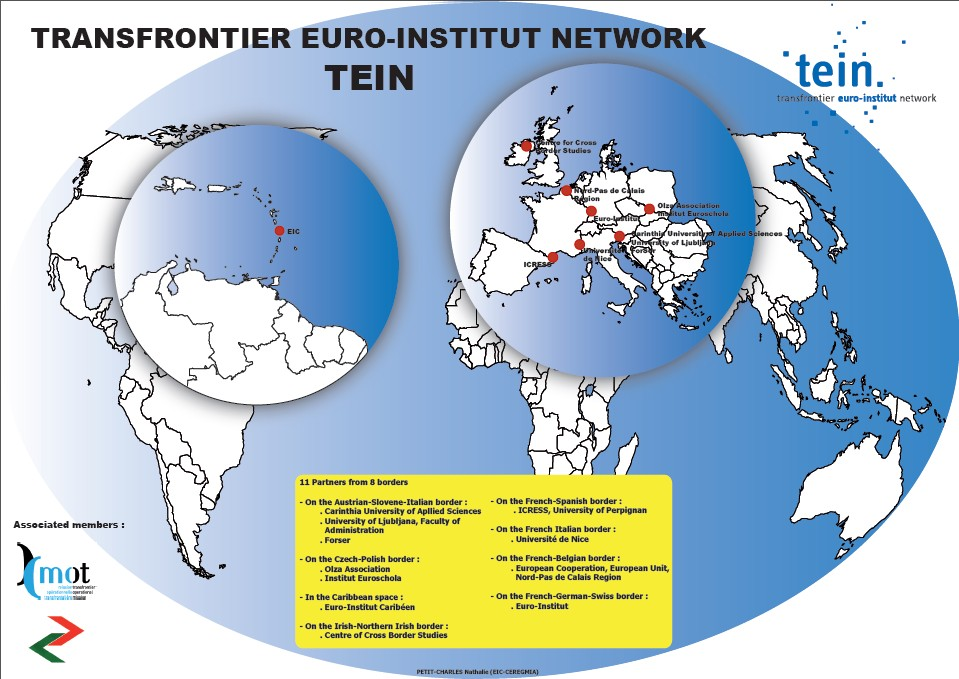 TRANSFRONTIER EURO-INSTITUT NETWORK
TEIN
tein.
transfrontier euro-institut network
Centre for Cross
Border Studies
Nord-Pas de Calais
Region
Euro-Institut
Olza Association
Institut Euroschola
Carinthia University of Applied Sciences
University of Ljubljana
Forser
Université
de Nice
ICRESS
EIC
11 Partners from 8 borders
- On the Austrian-Slovene-Italian border :
. Carinthia University of Apllied Sciences
. University of Ljubljana, Faculty of
Administration
. Forser
- On the Czech-Polish border :
. Olza Association
. Institut Euroschola
- In the Caribbean space :
. Euro-Institut Caribéen
- On the Irish-Northern Irish border :
. Centre of Cross Border Studies
- On the French-Spanish border :
. ICRESS, University of Perpignan
- On the French Italian border :
. Université de Nice
- On the French-Belgian border :
. European Cooperation, European Unit,
Nord-Pas de Calais Region
- On the French-German-Swiss border :
. Euro-Institut
Associated members :
mot
PETIT-CHARLES Nathalie (EIC-CEREGMIA)